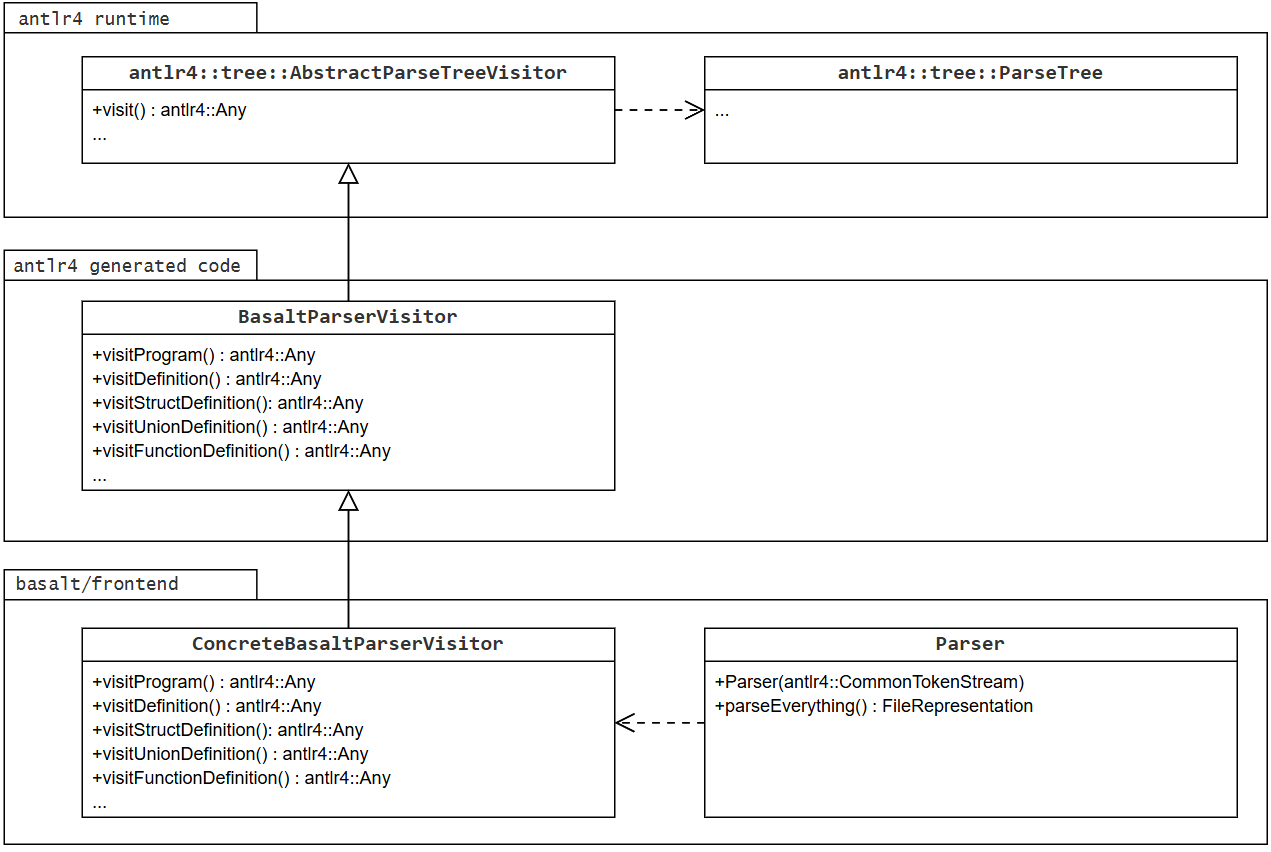 antlr4 runtime
antlr4::tree::AbstractParseTreeVisitor
+visit() : antlr4::Any
...
antlr4::tree::ParseTree
...
antlr4 generated code
BasaltParserVisitor
+visitProgram() : antlr4::Any
+visitDefinition() : antlr4::Any
+visitStructDefinition(): antlr4::Any
+visitUnionDefinition() : antlr4::Any
+visitFunctionDefinition() : antlr4::Any
...
basalt/frontend
ConcreteBasaltParserVisitor
+visitProgram() : antlr4::Any
+visitDefinition() : antlr4::Any
+visitStructDefinition(): antlr4::Any
+visitUnionDefinition() : antlr4::Any
+visitFunctionDefinition() : antlr4::Any
...
Parser
+Parser(antlr4::CommonTokenStream)
+parseEverything() : FileRepresentation